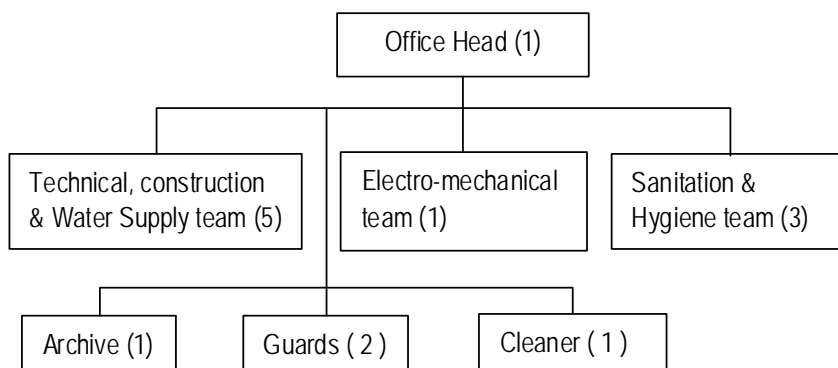 Office Head (1)
Technical, construction
& Water Supply team (5)
Electro-mechanical
team (1)
Sanitation &
Hygiene team (3)
Archive (1)
Guards ( 2 )
Cleaner ( 1 )